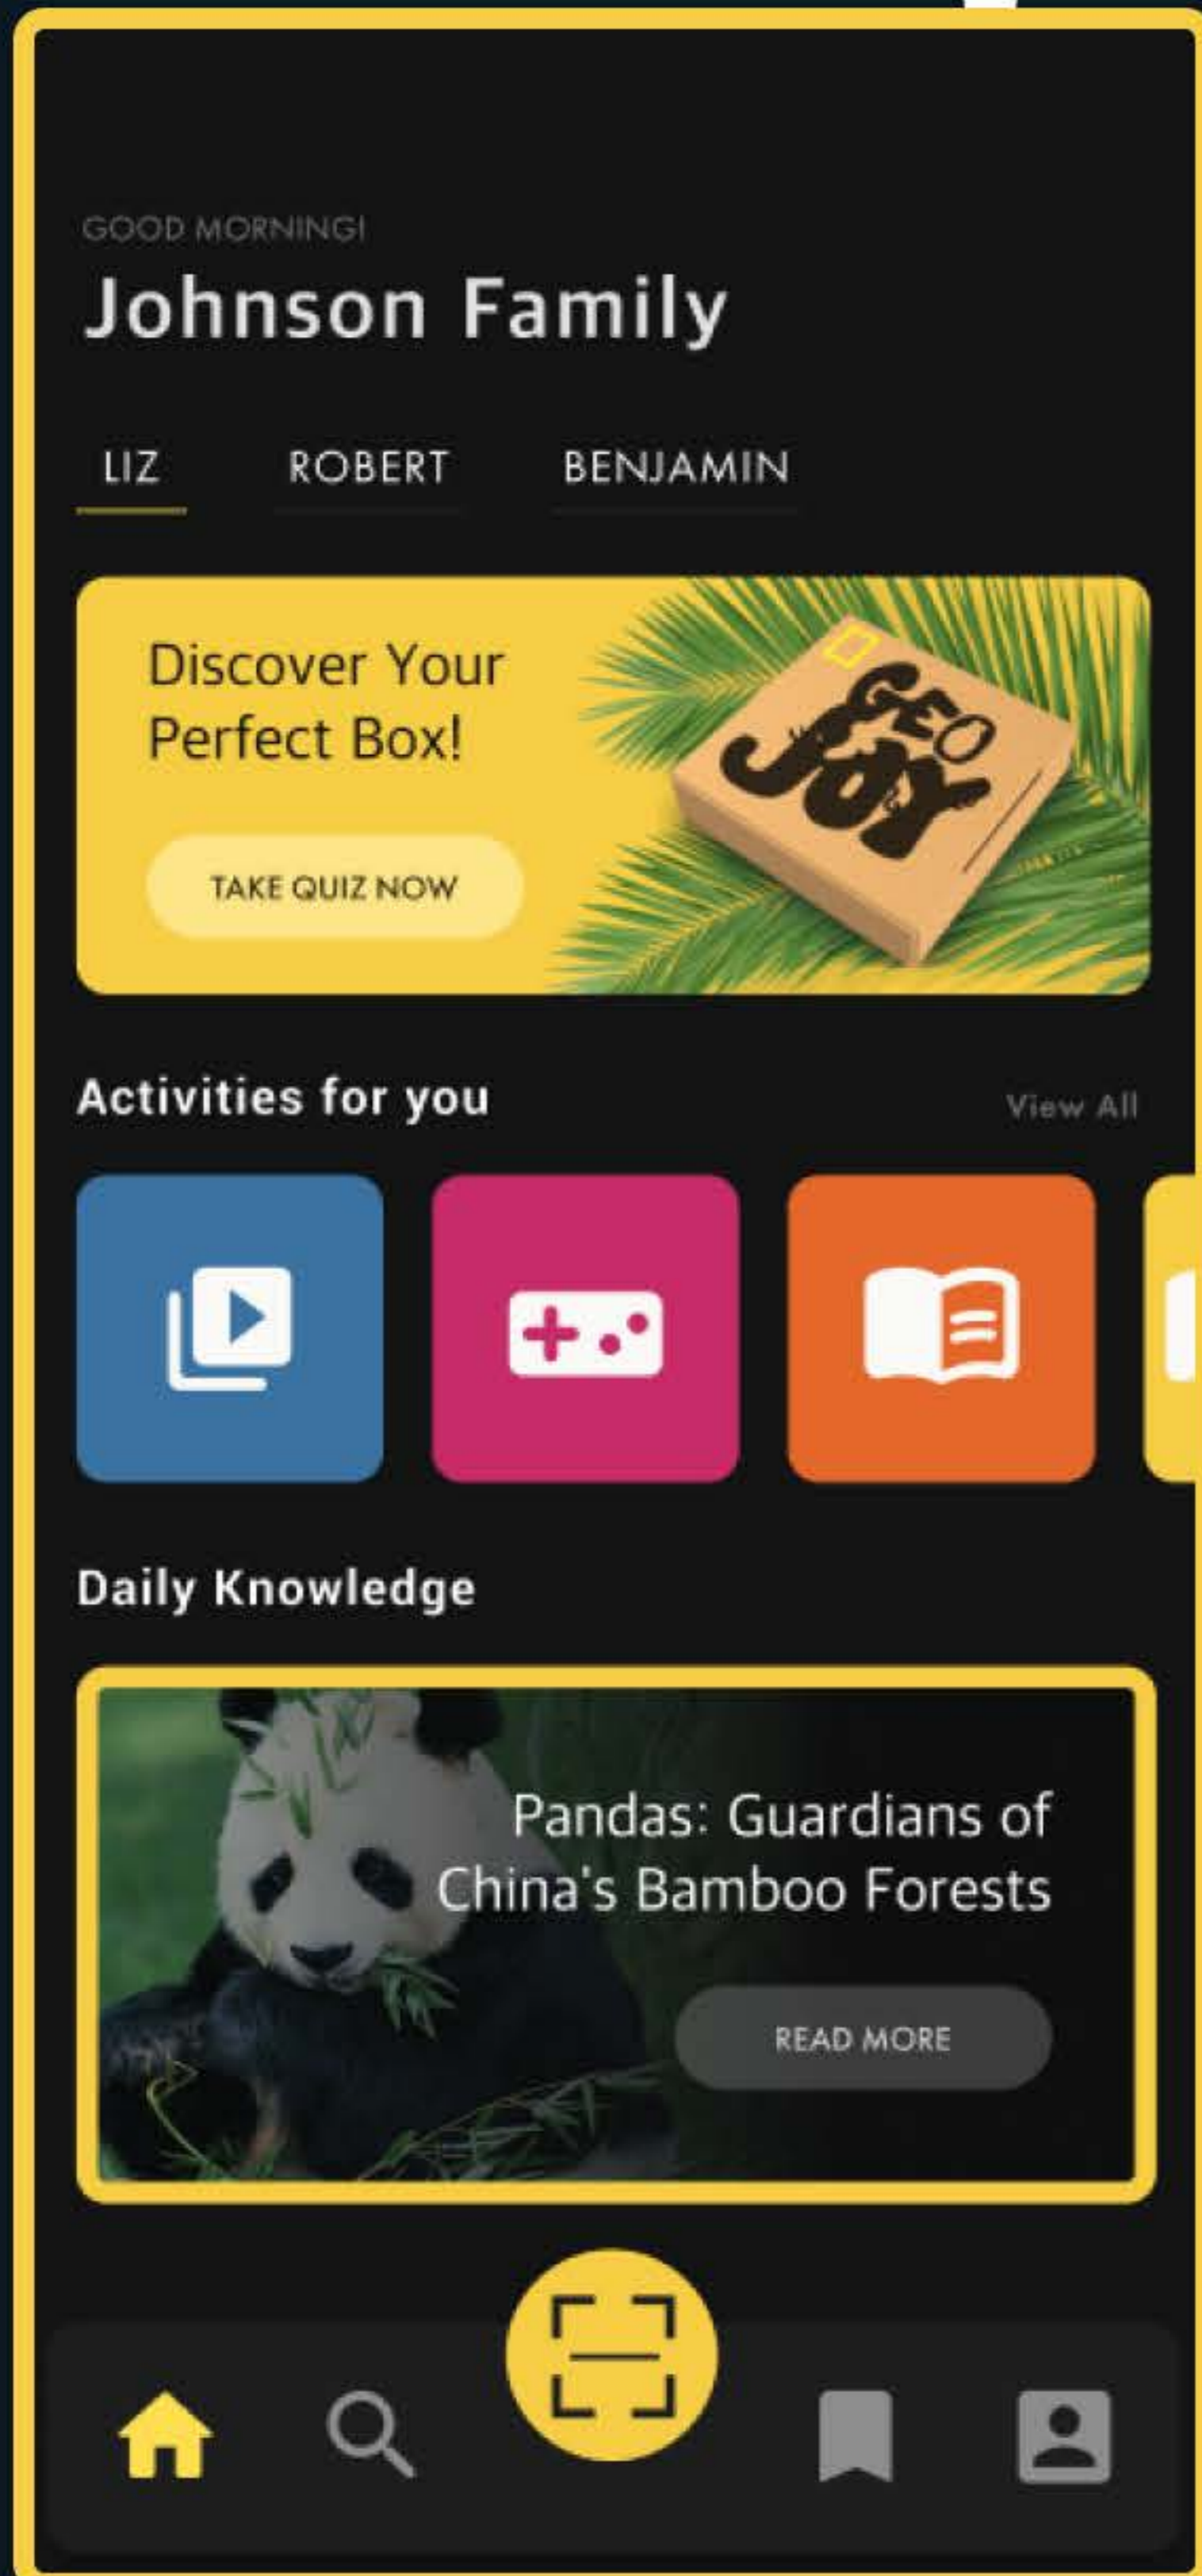 GOOD MORNING!
Johnson Family
LIZ
ROBERT
BENJAMIN
Discover Your
Perfect Box!
TAKE QUIZ NOW
GEO
JOY
Activities for you
View All
Daily Knowledge
Pandas: Guardians of
China's Bamboo Forests
READ MORE